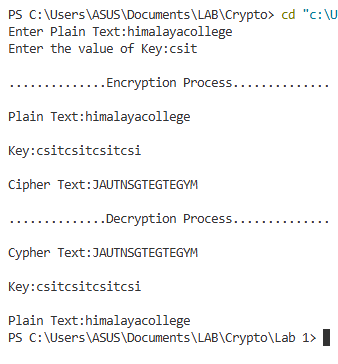 PS C:\Users\ASUS\Documents\LAB\Crypto> cd "c:\U
Enter Plain Text:himalayacollege
Enter the value of Key:csit
..............Encryption Process..............
Plain Text:himalayacollege
Key:csitcsitcsitcsi
Cipher Text:JAUTNSGTEGTEGYM
..............Decryption Process..............
Cypher Text:JAUTNSGTEGTEGYM
Key:csitcsitcsitcsi
Plain Text:himalayacollege
PS C:\Users\ASUS\Documents\LAB\Crypto\Lab 1>